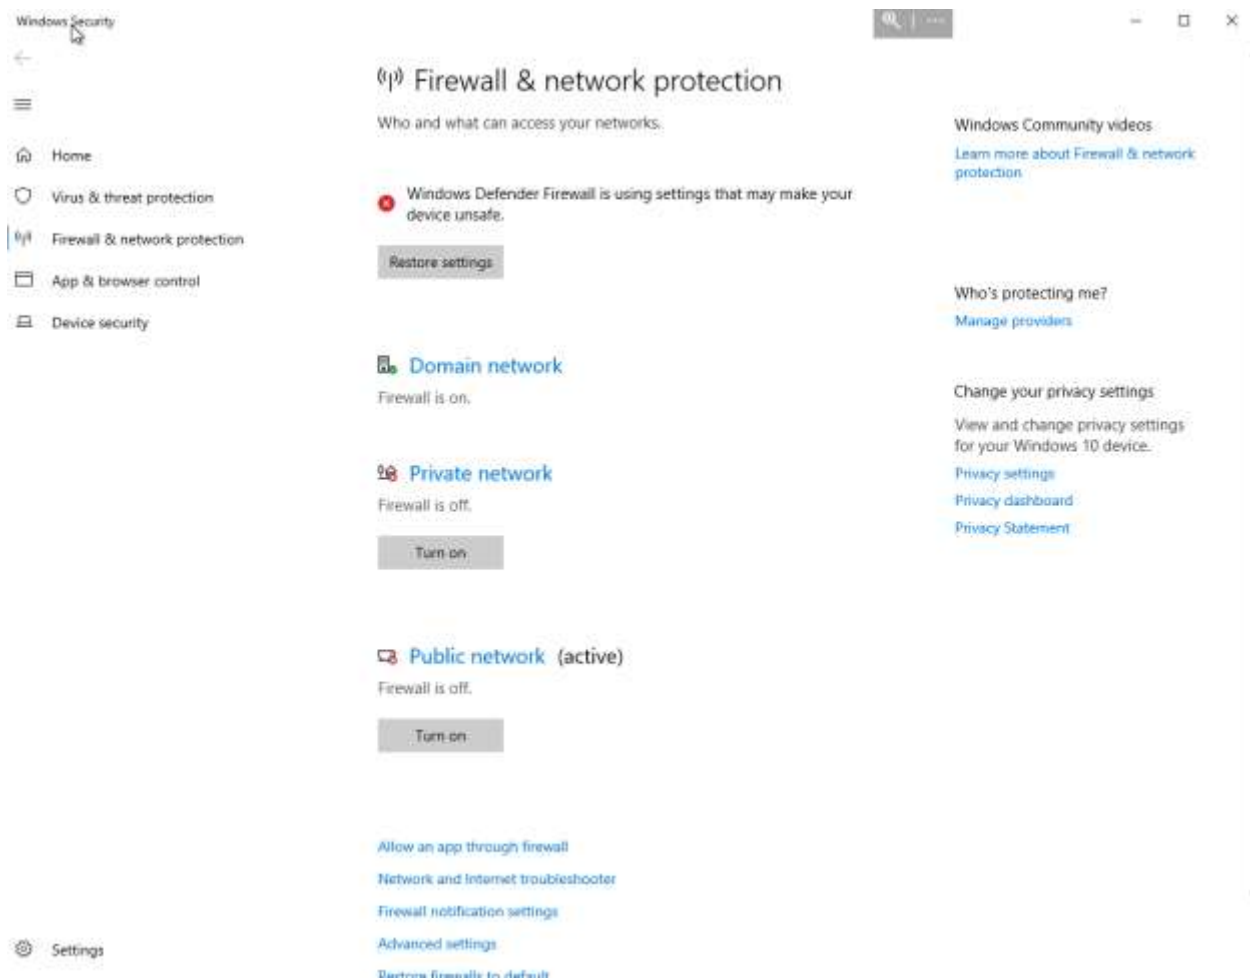 Windows Security
Home
Virus & threat protection
Firewall & network protection
App & browser control
Device security
Settings
Firewall & network protection
Who and what can access your networks.
Windows Defender Firewall is using settings that may make your
device unsafe.
Restore settings
Domain network
Firewall is on.
Private network
Firewall is off.
Turn on
Public network (active)
Firewall is off.
Turn on
Allow an app through firewall
Network and Internet troubleshooter
Firewall notification settings
Advanced settings
Restore firewalls to default
Windows Community videos
Learn more about Firewall & network
protection
Who's protecting me?
Manage providers
Change your privacy settings
View and change privacy settings
for your Windows 10 device.
Privacy settings
Privacy dashboard
Privacy Statement